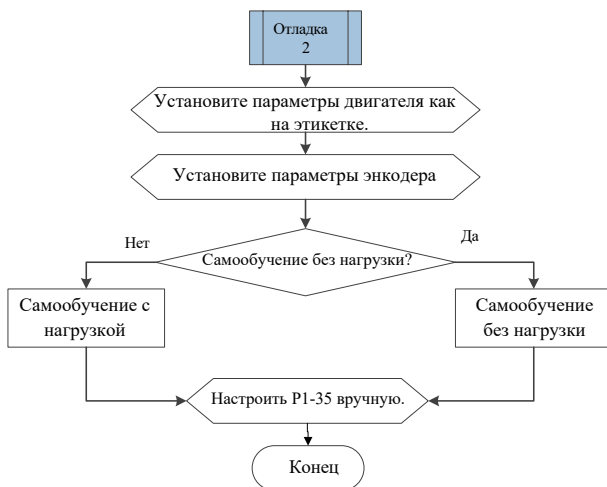 Отладка
2
Установите параметры двигателя как
на этикетке.
Установите параметры энкодера
Нет
Да
Самообучение без нагрузки?
Самообучение с
нагрузкой
Самообучение
без нагрузки
Настроить P1-35 вручную.
Конец